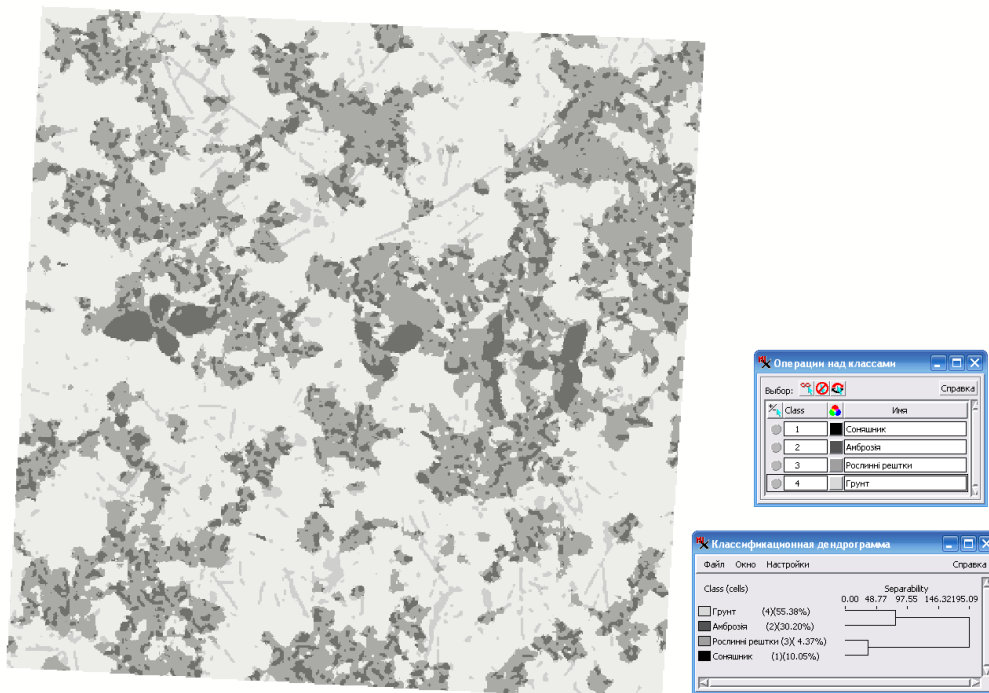 Операции над классами
Выбор: Справка
Class Имя
1 Соняшник
2 Амброзія
3 Рослинні рештки
4 Грунт
Классификационная дендрограмма
Файл Окно Настройки Справка
Class (cells) Separability
0.00 48.77 97.55 146.32195.09
Грунт (4)(55.38%)
Амброзія (2)(30.20%)
Рослинні рештки (3)( 4.37%)
Соняшник (1)(10.05%)